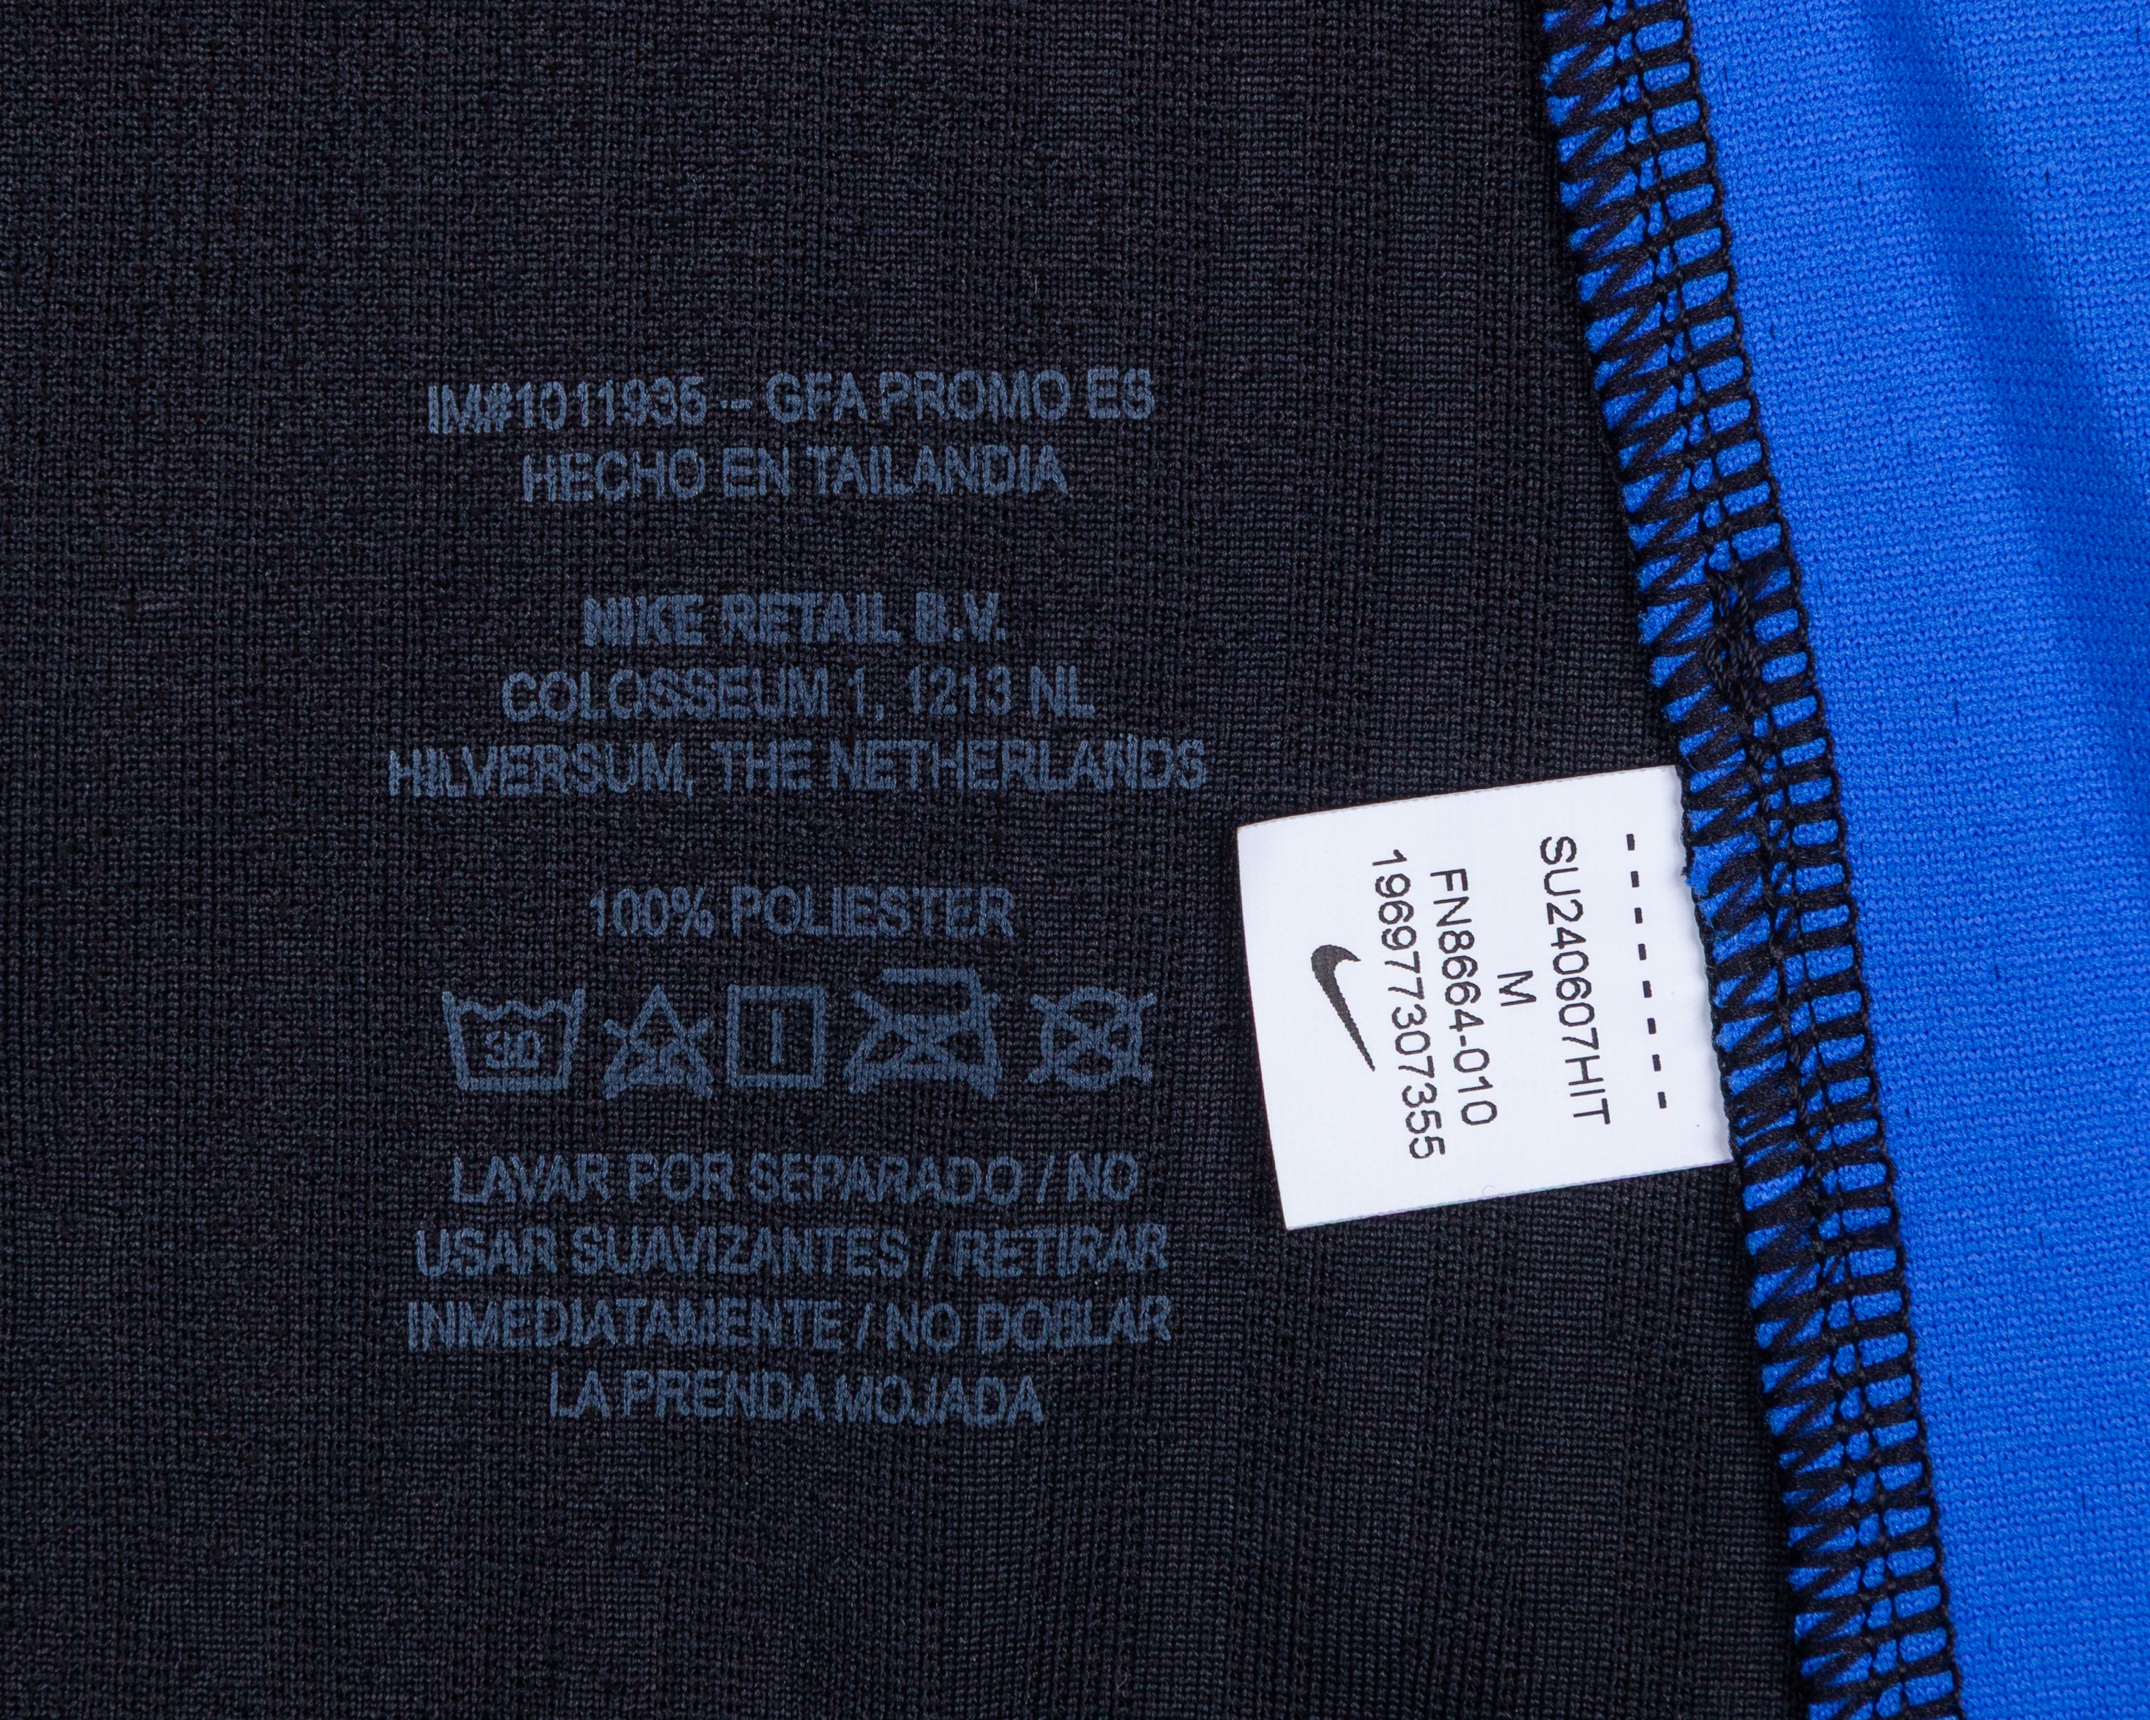 IM#1011935 -- GFA PROMO ES
HECHO EN TAILANDIA
NIKE RETAIL B.V.
COLOSSEUM 1, 1213 NL
HILVERSUM, THE NETHERLANDS
100% POLIESTER
30
LAVAR POR SEPARADO / NO
USAR SUAVIZANTES / RETIRAR
INMEDIATAMENTE / NO DOBLAR
LA PRENDA MOJADA
SU240607HIT
M
FN8664-010
196977307355